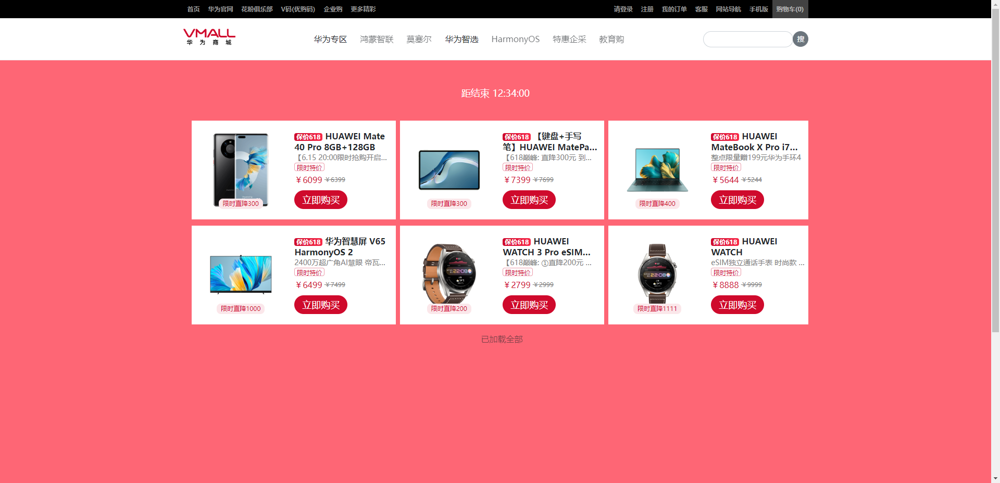 首页 华为官网 花粉俱乐部 V码(优购码) 企业购 更多精彩 请登录 注册 我的订单 客服 网站导航 手机版 购物车(0)
VMALL
华为商城
华为专区 鸿蒙智联 莫塞尔 华为智选 HarmonyOS 特惠企采 教育购 搜
距结束 12:34:00
保价618 HUAWEI Mate
40 Pro 8GB+128GB
【6.15 20:00限时抢购开启...
限时特价
￥6099 ￥6399
立即购买
限时直降300
保价618 【键盘+手写
笔】HUAWEI MatePa...
【618巅峰: 直降300元 到...
限时特价
￥7399 ￥7699
立即购买
限时直降300
保价618 HUAWEI
MateBook X Pro i7...
整点限量赠199元华为手环4
限时特价
￥5644 ￥5244
立即购买
限时直降400
保价618 华为智慧屏 V65
HarmonyOS 2
2400万超广角AI慧眼 帝瓦...
限时特价
￥6499 ￥7499
立即购买
限时直降1000
保价618 HUAWEI
WATCH 3 Pro eSIM...
【618巅峰: ①直降200元 ...
限时特价
￥2799 ￥2999
立即购买
22:08
限时直降200
保价618 HUAWEI
WATCH
eSIM独立通话手表 时尚款 ...
限时特价
￥8888 ￥9999
立即购买
22:08
限时直降1111
已加载全部